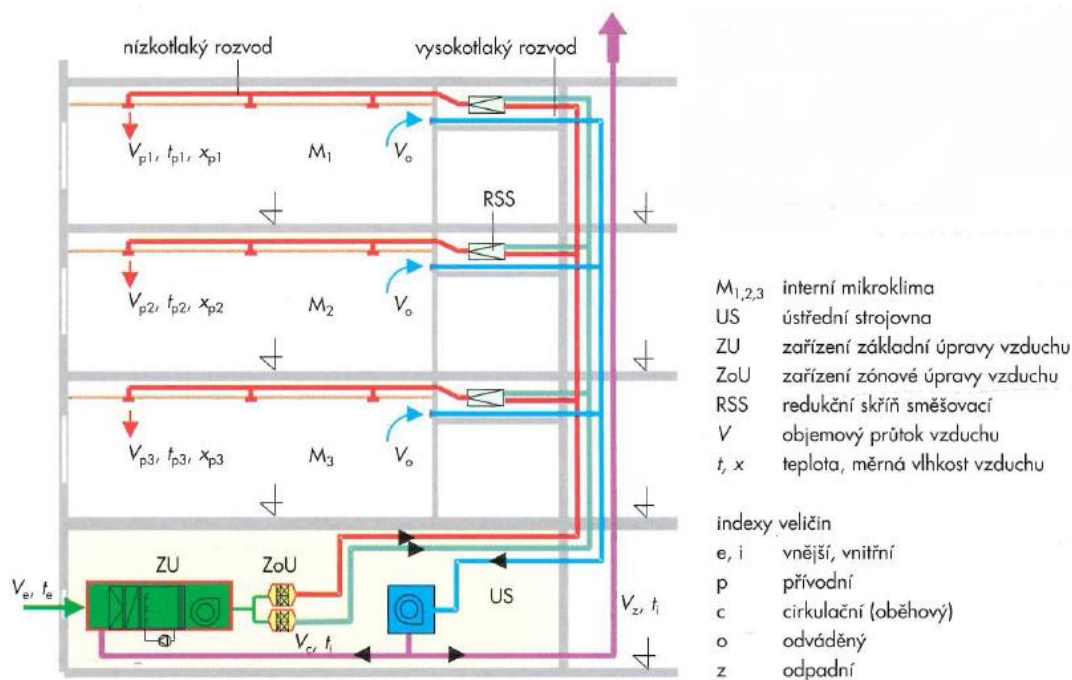 nízkotlaký rozvod
vysokotlaký rozvod
Vp1, tp1, xp1
M1
Vo
RSS
Vp2, tp2, xp2
M2
Vo
Vp3, tp3, xp3
M3
Vo
ZU
ZoU
US
Ve, te
Vc, ti
Vz, ti
M1,2,3 interní mikroklima
US ústřední strojovna
ZU zařízení základní úpravy vzduchu
ZoU zařízení zónové úpravy vzduchu
RSS redukční skříň směšovací
V objemový průtok vzduchu
t, x teplota, měrná vlhkost vzduchu
indexy veličin
e, i vnější, vnitřní
p přívodní
c cirkulační (oběhový)
o odváděný
z odpadní